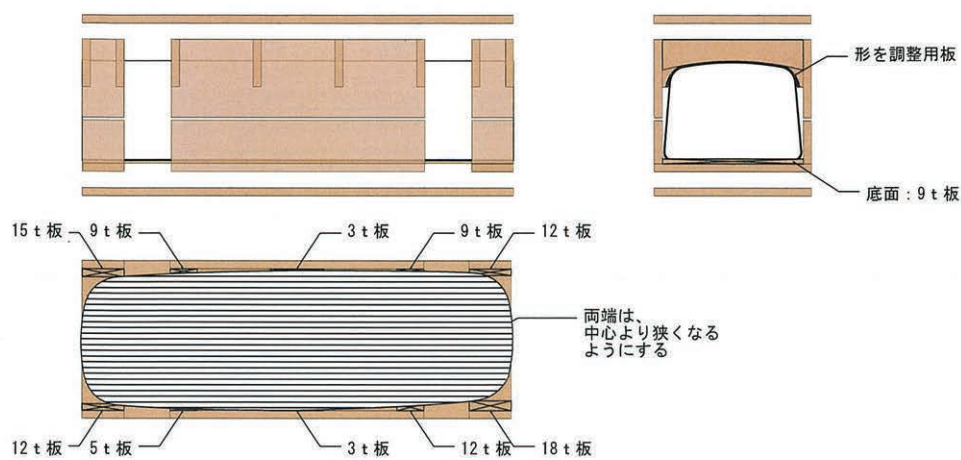 形を調整用板
底面：9ｔ板
15ｔ板
9ｔ板
3ｔ板
9ｔ板
12ｔ板
両端は、
中心より狭くなる
ようにする
12ｔ板
5ｔ板
3ｔ板
12ｔ板
18ｔ板